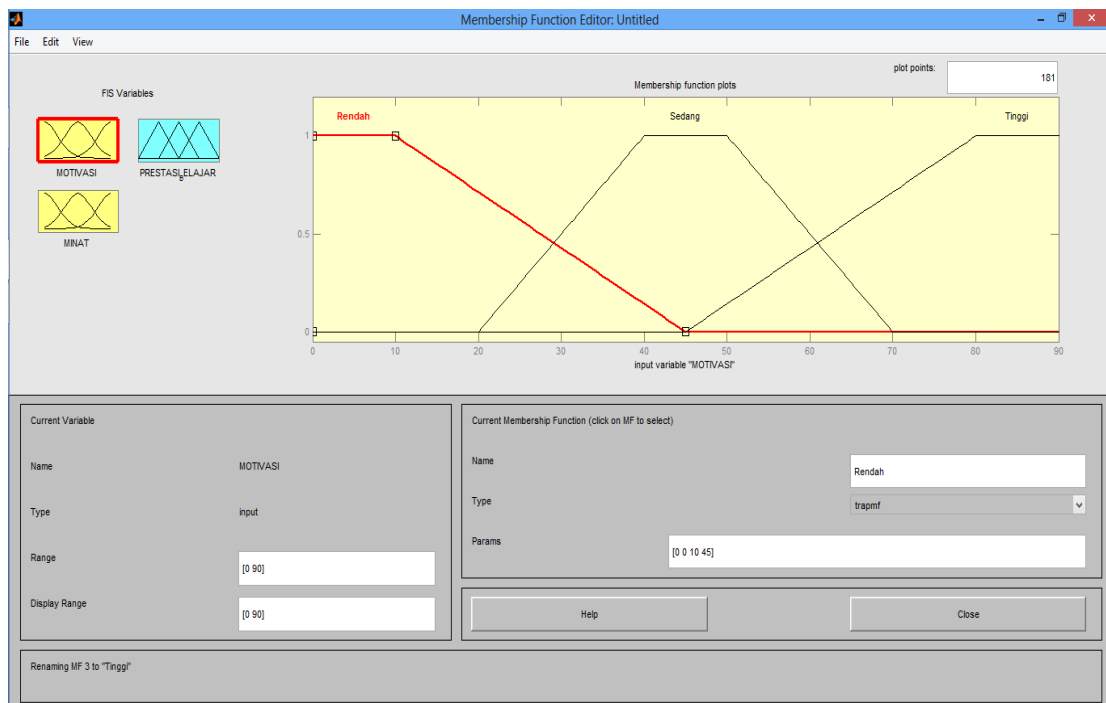 Membership Function Editor: Untitled
File Edit View
plot points:
181
FIS Variables
Membership function plots
MOTIVASI
PRESTASI_BELAJAR
MINAT
Rendah
Sedang
Tinggi
1
0.5
0
0 10 20 30 40 50 60 70 80 90
input variable "MOTIVASI"
Current Variable
Name MOTIVASI
Type input
Range [0 90]
Display Range [0 90]
Current Membership Function (click on MF to select)
Name Rendah
Type trapmf
Params [0 0 10 45]
Help
Close
Renaming MF 3 to "Tinggi"